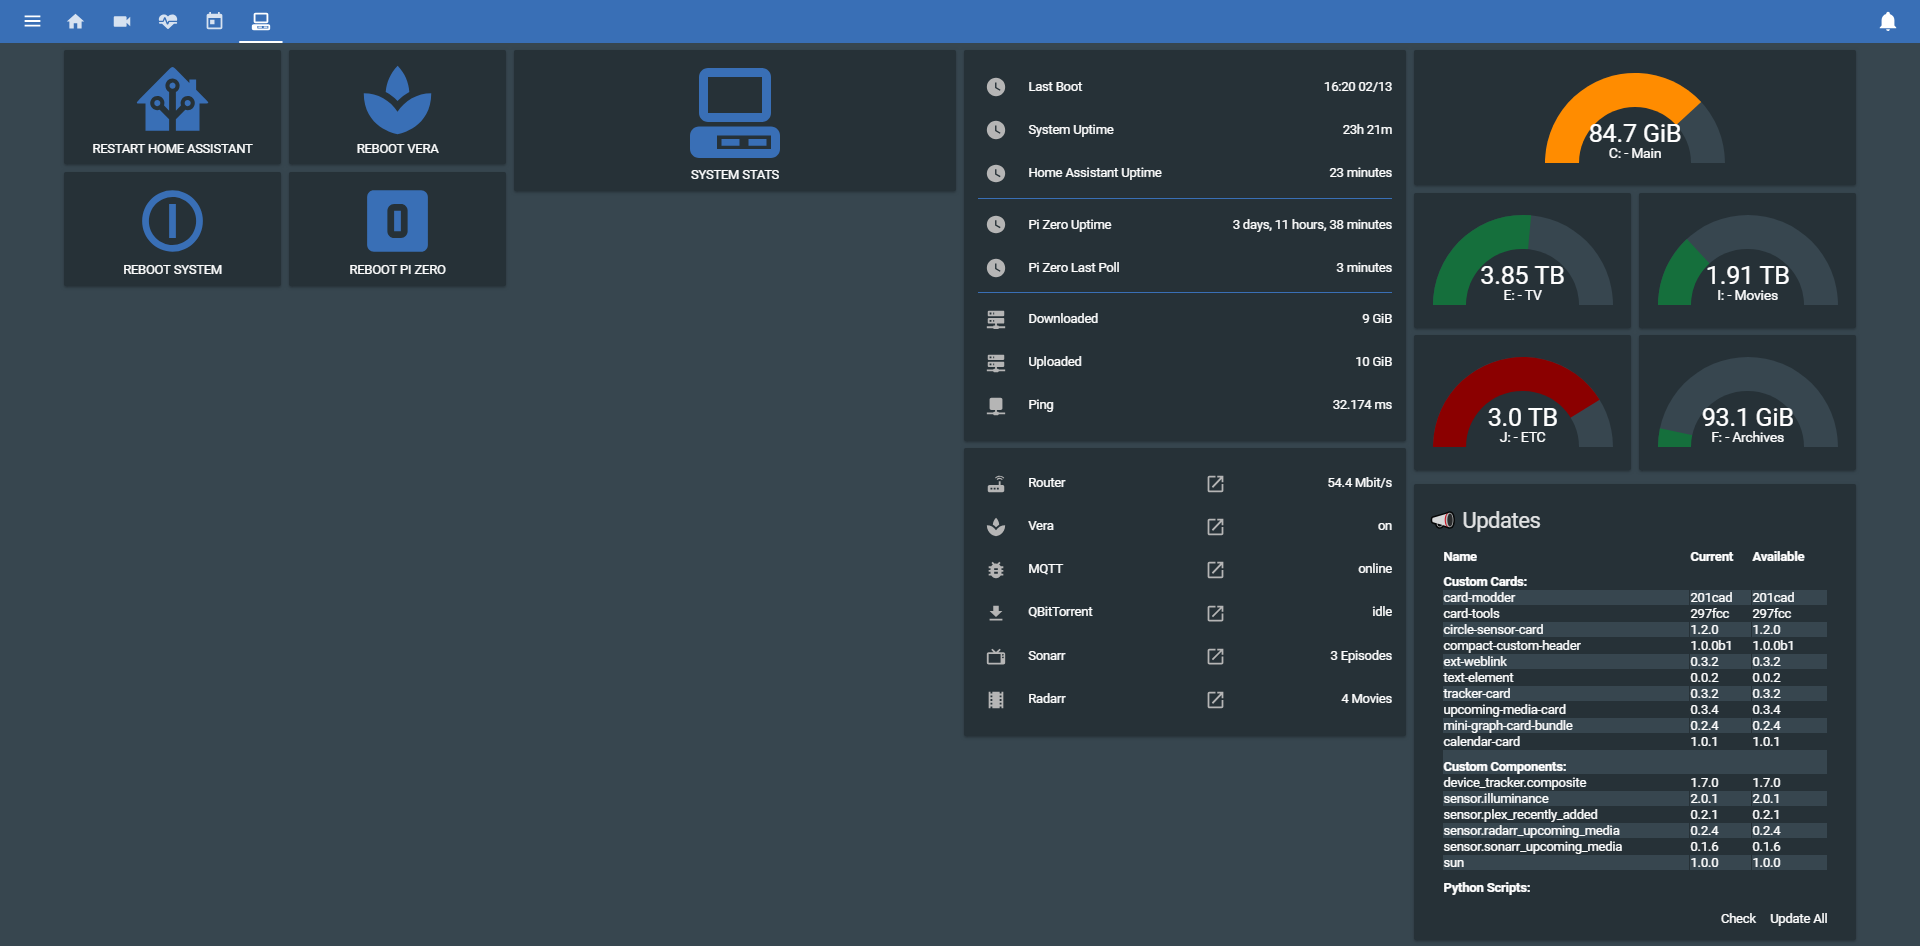 RESTART HOME ASSISTANT
REBOOT VERA
REBOOT SYSTEM
0
REBOOT PI ZERO
SYSTEM STATS
Last Boot 16:20 02/13
System Uptime 23h 21m
Home Assistant Uptime 23 minutes
Pi Zero Uptime 3 days, 11 hours, 38 minutes
Pi Zero Last Poll 3 minutes
Downloaded 9 GiB
Uploaded 10 GiB
Ping 32.174 ms
Router 54.4 Mbit/s
Vera on
MQTT online
QBitTorrent idle
Sonarr 3 Episodes
Radarr 4 Movies
84.7 GiB
C: - Main
3.85 TB
E: - TV
1.91 TB
I: - Movies
3.0 TB
J: - ETC
93.1 GiB
F: - Archives
Updates
Name Current Available
Custom Cards:
card-modder 201cad 201cad
card-tools 297fcc 297fcc
circle-sensor-card 1.2.0 1.2.0
compact-custom-header 1.0.0b1 1.0.0b1
ext-weblink 0.3.2 0.3.2
text-element 0.0.2 0.0.2
tracker-card 0.3.2 0.3.2
upcoming-media-card 0.3.4 0.3.4
mini-graph-card-bundle 0.2.4 0.2.4
calendar-card 1.0.1 1.0.1
Custom Components:
device_tracker.composite 1.7.0 1.7.0
sensor.illuminance 2.0.1 2.0.1
sensor.plex_recently_added 0.2.1 0.2.1
sensor.radarr_upcoming_media 0.2.4 0.2.4
sensor.sonarr_upcoming_media 0.1.6 0.1.6
sun 1.0.0 1.0.0
Python Scripts:
Check Update All